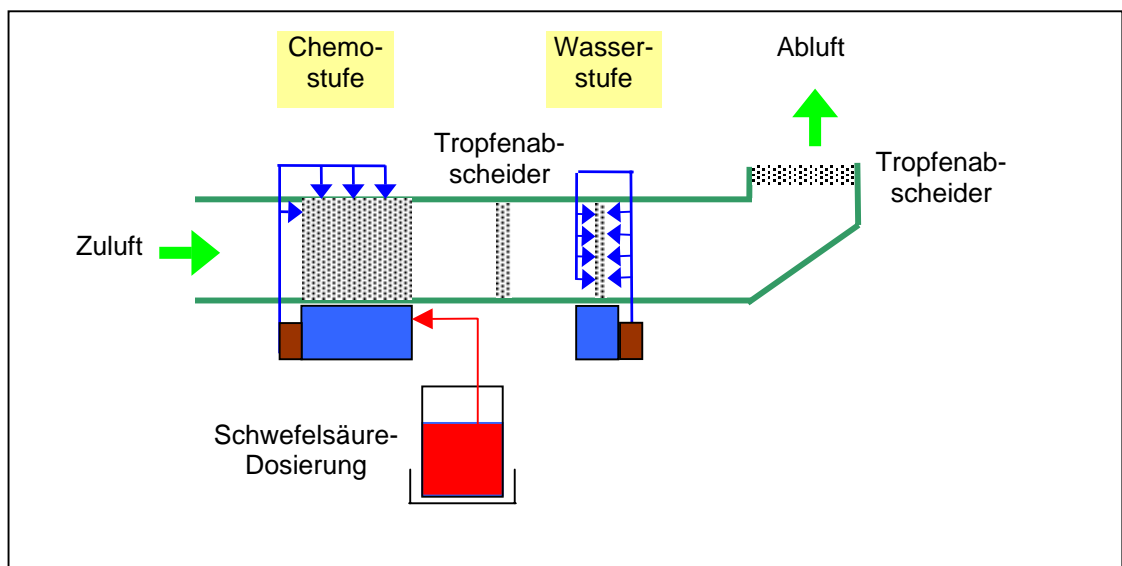 Chemo-
stufe
Wasser-
stufe
Abluft
Tropfenab-
scheider
Tropfenab-
scheider
Zuluft
Schwefelsäure-
Dosierung